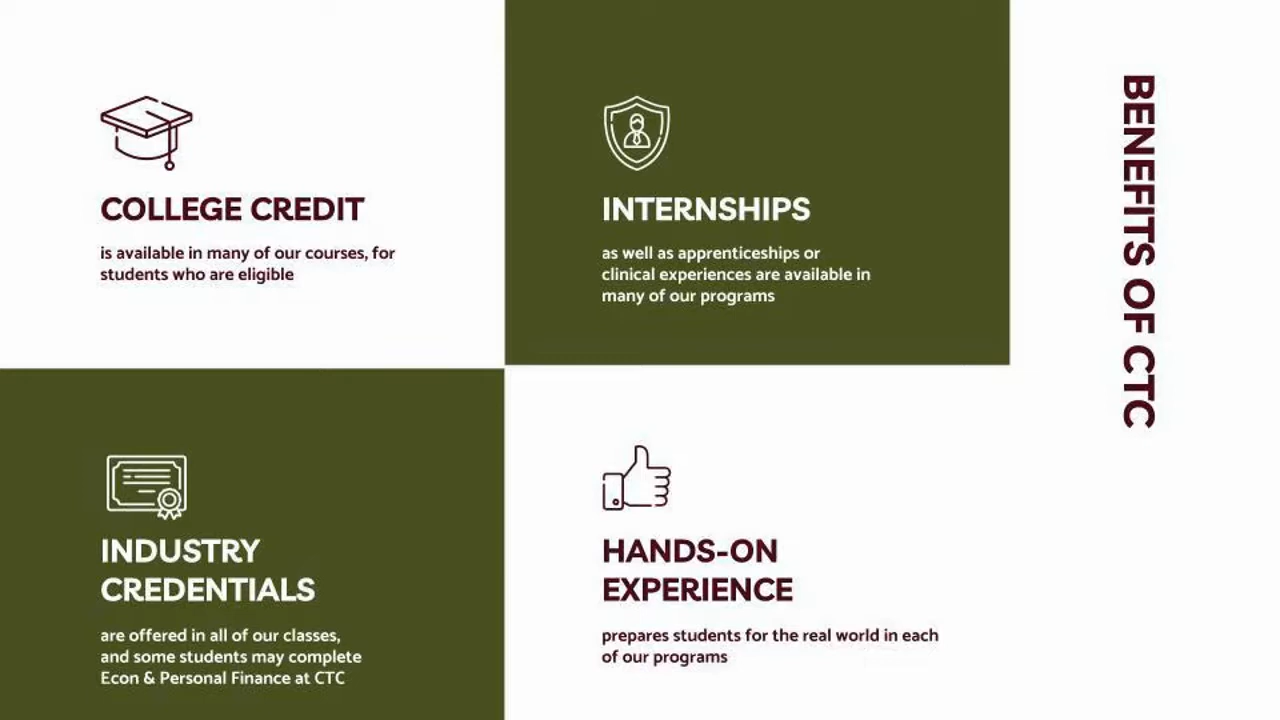 COLLEGE CREDIT
is available in many of our courses, for
students who are eligible
INTERNSHIPS
as well as apprenticeships or
clinical experiences are available in
many of our programs
INDUSTRY
CREDENTIALS
are offered in all of our classes,
and some students may complete
Econ & Personal Finance at CTC
HANDS-ON
EXPERIENCE
prepares students for the real world in each
of our programs
BENEFITS OF CTC